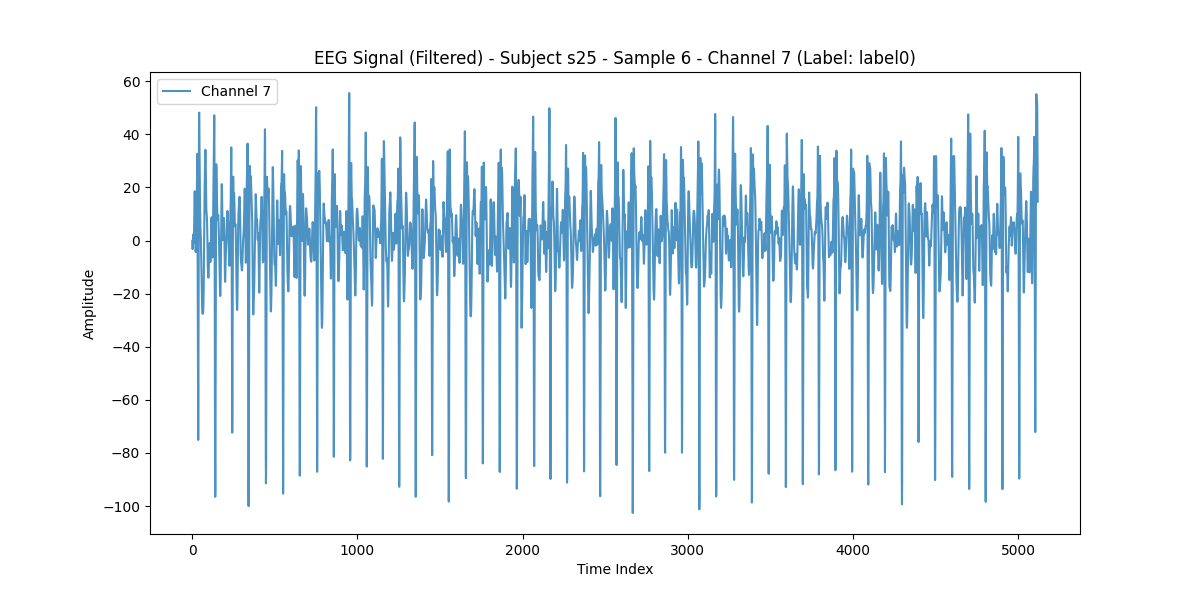 EEG Signal (Filtered) - Subject s25 - Sample 6 - Channel 7 (Label: label0)
Channel 7
60
40
20
0
−20
−40
−60
−80
−100
Amplitude
0 1000 2000 3000 4000 5000
Time Index